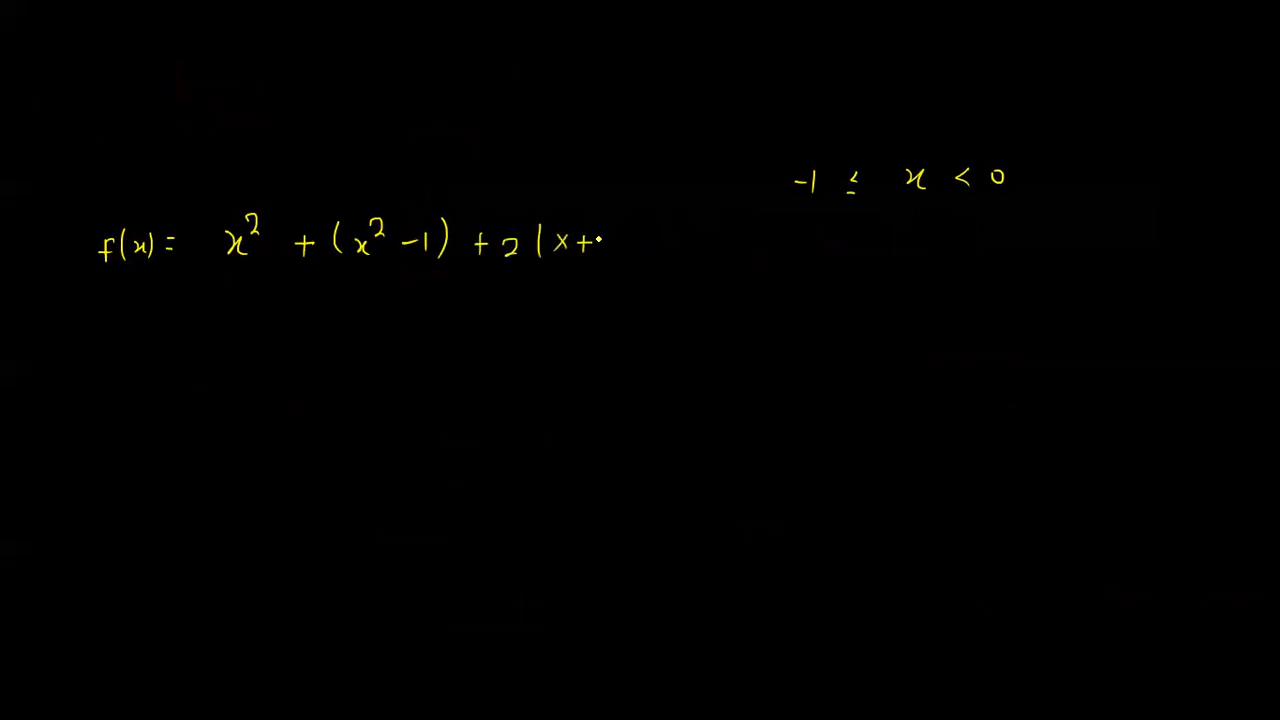 -1 ≤ x < 0
f(x) = x² + (x² -1) + 2 | x +